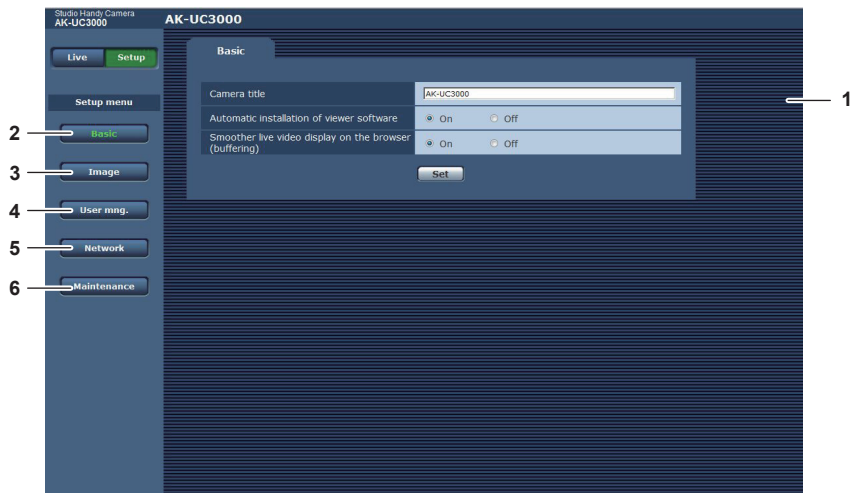 Studio Handy Camera
AK-UC3000
AK-UC3000
Live Setup
Basic
Setup menu
Camera title AK-UC3000
Automatic installation of viewer software On Off
Smoother live video display on the browser
(buffering) On Off
Set
1
2 Basic
3 Image
4 User mng.
5 Network
6 Maintenance